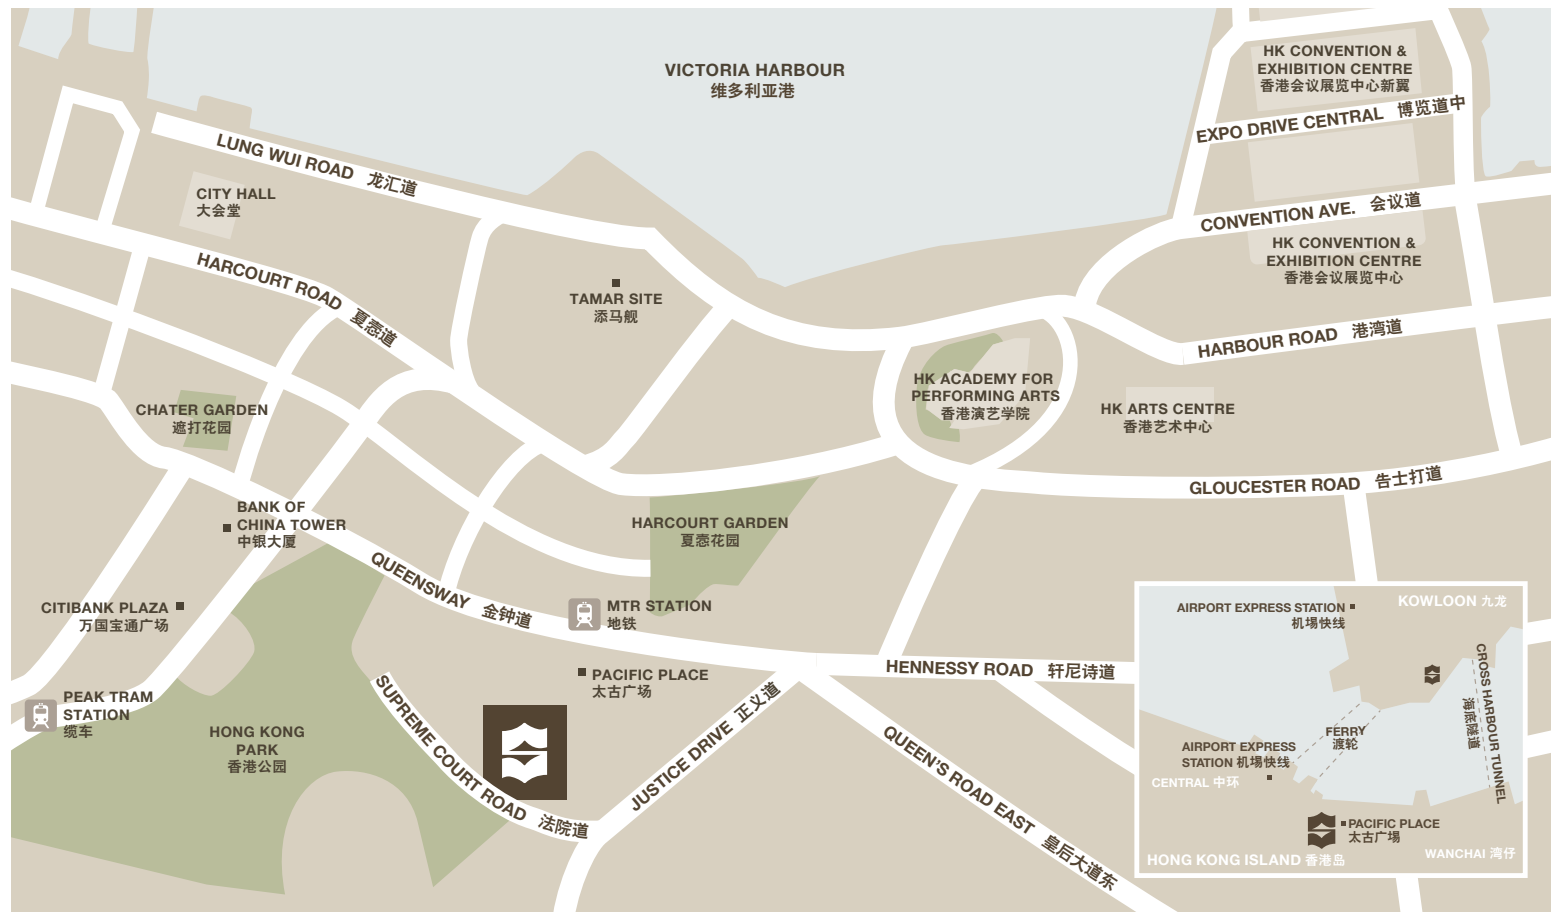 VICTORIA HARBOUR
维多利亚港
HK CONVENTION &
EXHIBITION CENTRE
香港会议展览中心新翼
EXPO DRIVE CENTRAL 博览道中
LUNG WUI ROAD 龙汇道
CITY HALL
大会堂
CONVENTION AVE. 会议道
HK CONVENTION &
EXHIBITION CENTRE
香港会议展览中心
HARCOURT ROAD 夏悫道
TAMAR SITE
添马舰
HARBOUR ROAD 港湾道
HK ACADEMY FOR
PERFORMING ARTS
香港演艺学院
HK ARTS CENTRE
香港艺术中心
CHATER GARDEN
遮打花园
GLOUCESTER ROAD 告士打道
BANK OF
CHINA TOWER
中银大厦
HARCOURT GARDEN
夏悫花园
QUEENSWAY 金钟道
CITIBANK PLAZA
万国宝通广场
MTR STATION
地铁
HENNESSY ROAD 轩尼诗道
PACIFIC PLACE
太古广场
PEAK TRAM
STATION
缆车
HONG KONG
PARK
香港公园
SUPREME COURT ROAD 法院道
JUSTICE DRIVE 正义道
QUEEN'S ROAD EAST 皇后大道东
AIRPORT EXPRESS STATION
机場快线
KOWLOON 九龙
CROSS HARBOUR TUNNEL
海底隧道
FERRY
渡轮
AIRPORT EXPRESS
STATION 机場快线
CENTRAL 中环
PACIFIC PLACE
太古广場
HONG KONG ISLAND 香港岛
WANCHAI 湾仔